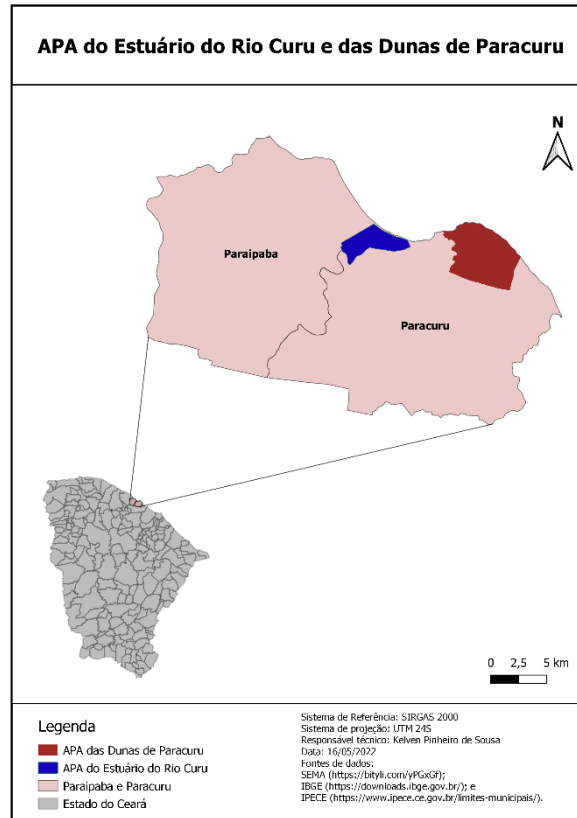 APA do Estuário do Rio Curu e das Dunas de Paracuru
N
Paraipaba
Paracuru
0 2,5 5 km
Legenda
APA das Dunas de Paracuru
APA do Estuário do Rio Curu
Paraipaba e Paracuru
Estado do Ceará
Sistema de Referência: SIRGAS 2000
Sistema de projeção: UTM 24S
Responsável técnico: Kelven Pinheiro de Sousa
Data: 16/05/2022
Fontes de dados:
SEMA (https://bityli.com/yPGxGf);
IBGE (https://downloads.ibge.gov.br/); e
IPECE (https://www.ipece.ce.gov.br/limites-municipais/).